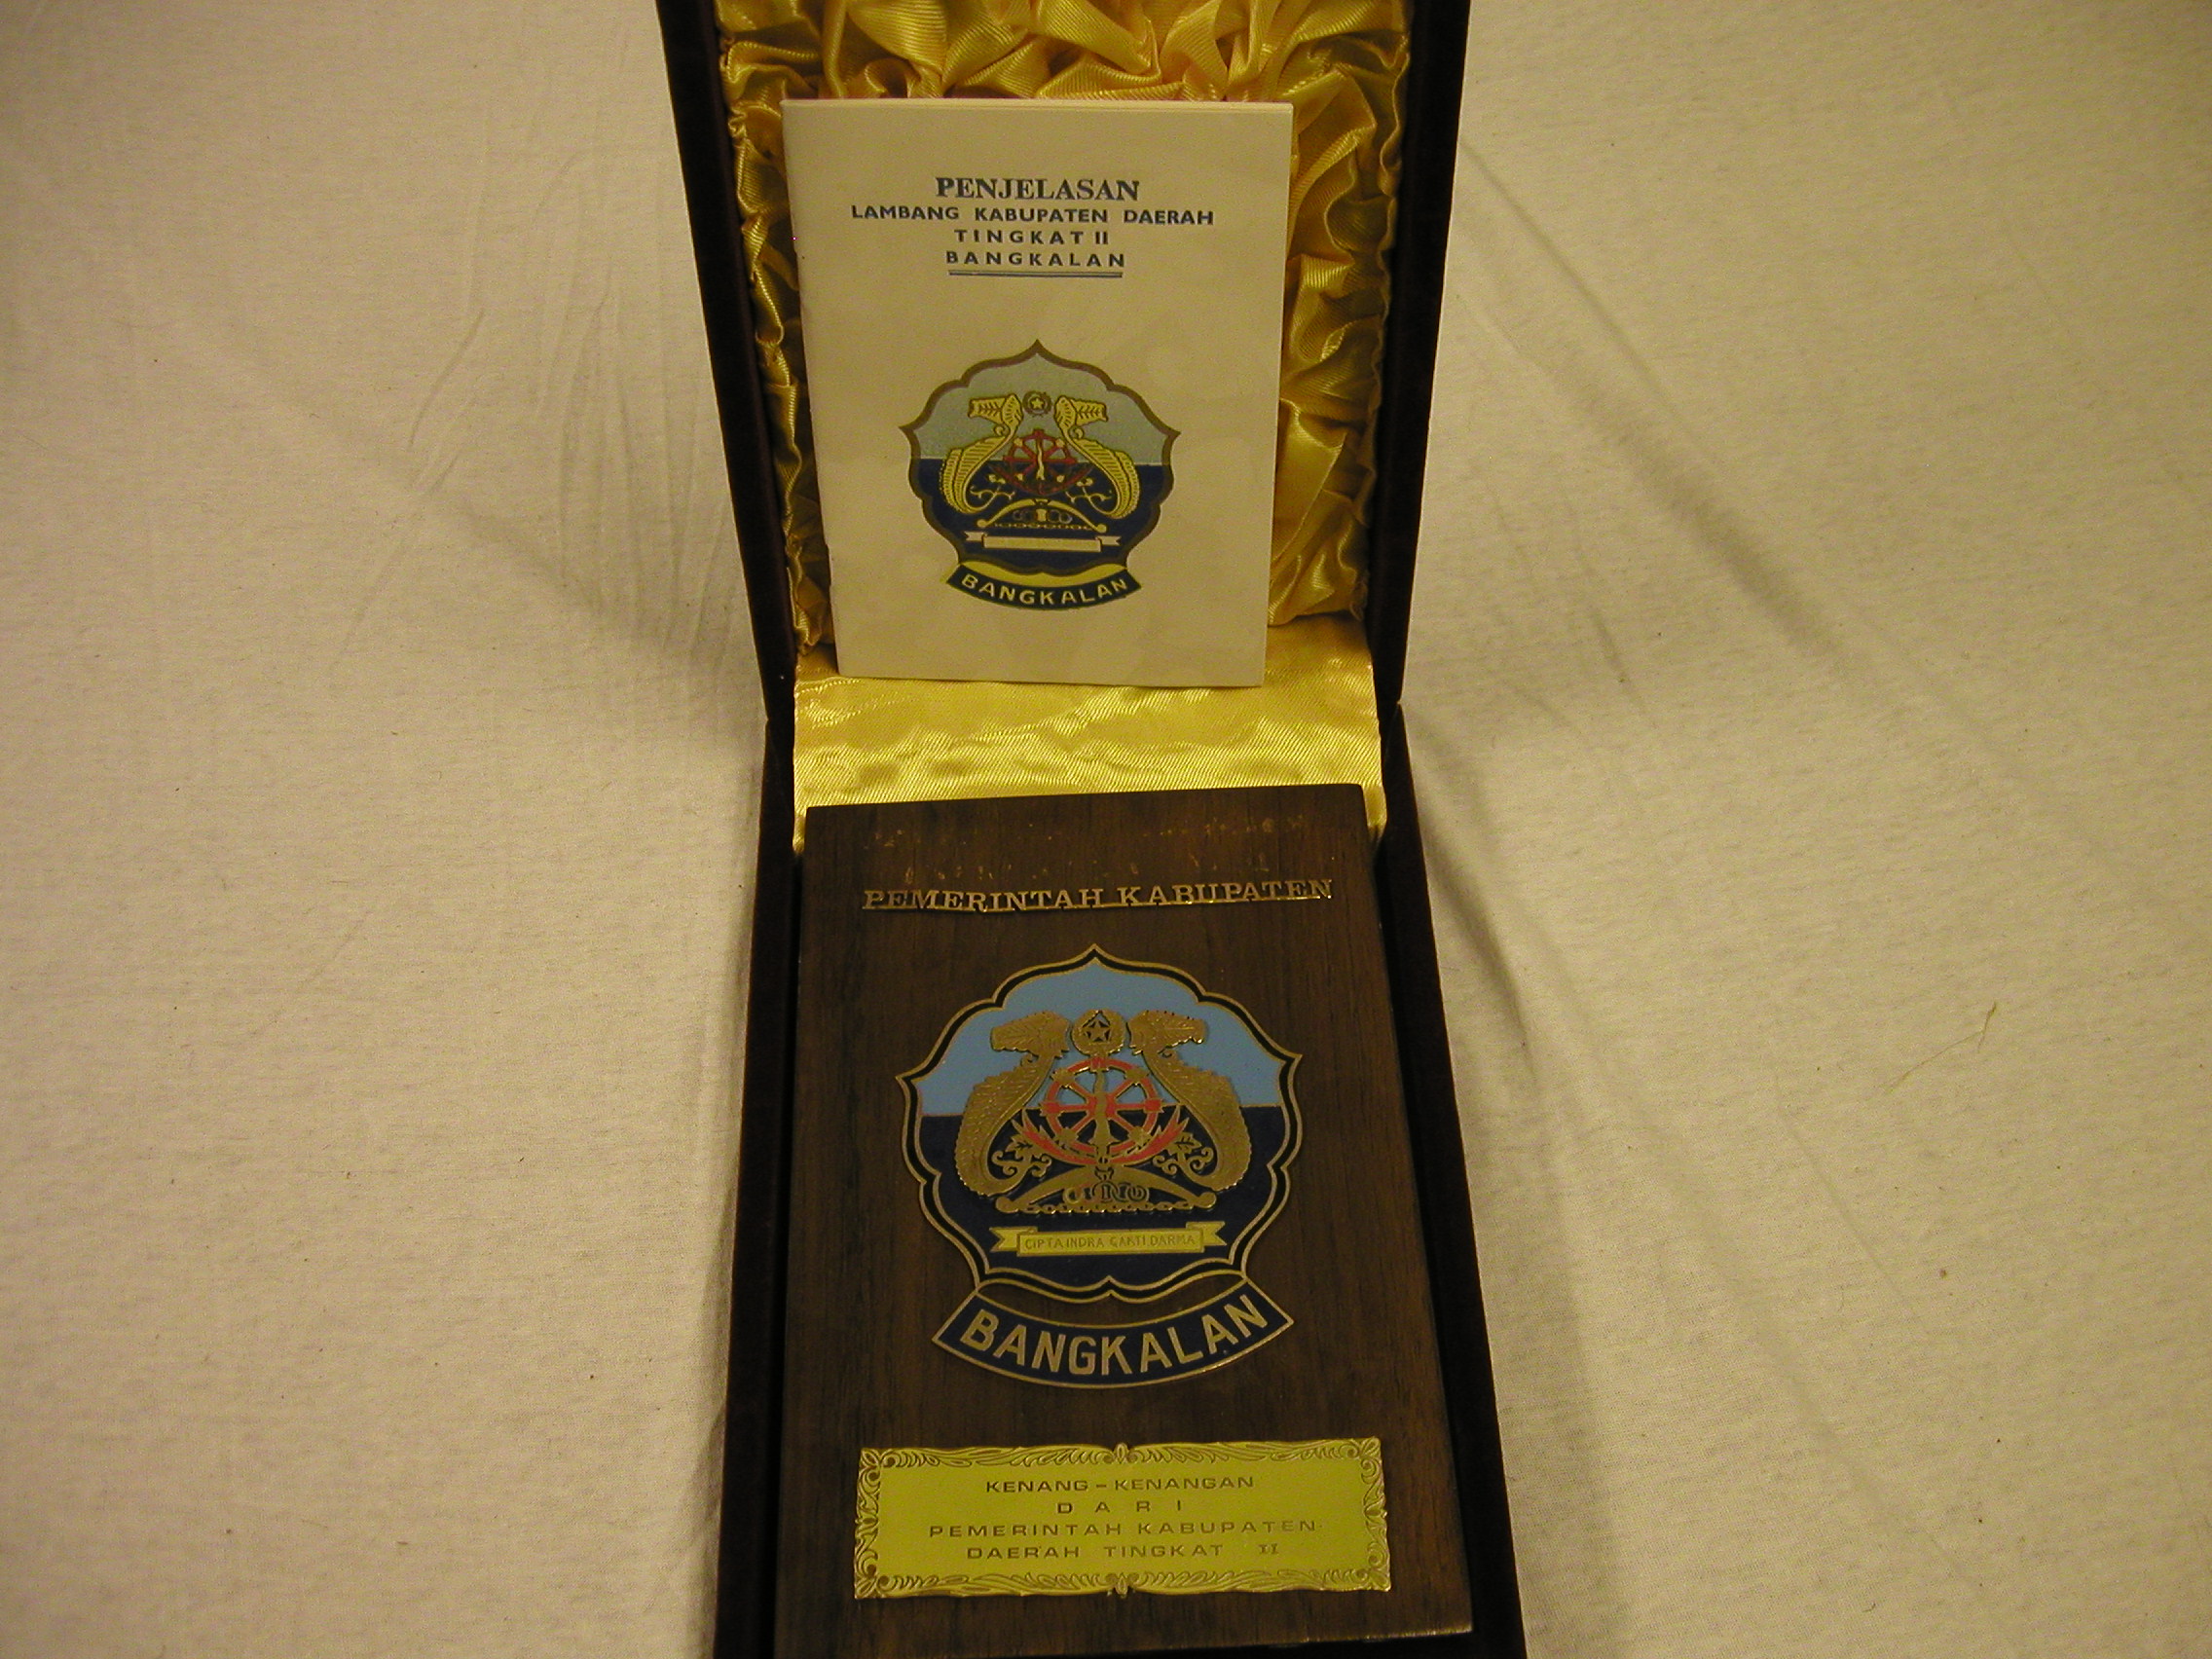 PENJELASAN
LAMBANG KABUPATEN DAERAH
TINGKAT II
BANGKALAN
BANGKALAN
PEMERINTAH KABUPATEN
CIPTA INDRA CAKTI DARMA
BANGKALAN
KENANG-KENANGAN
DARI
PEMERINTAH KABUPATEN
DAERAH TINGKAT II